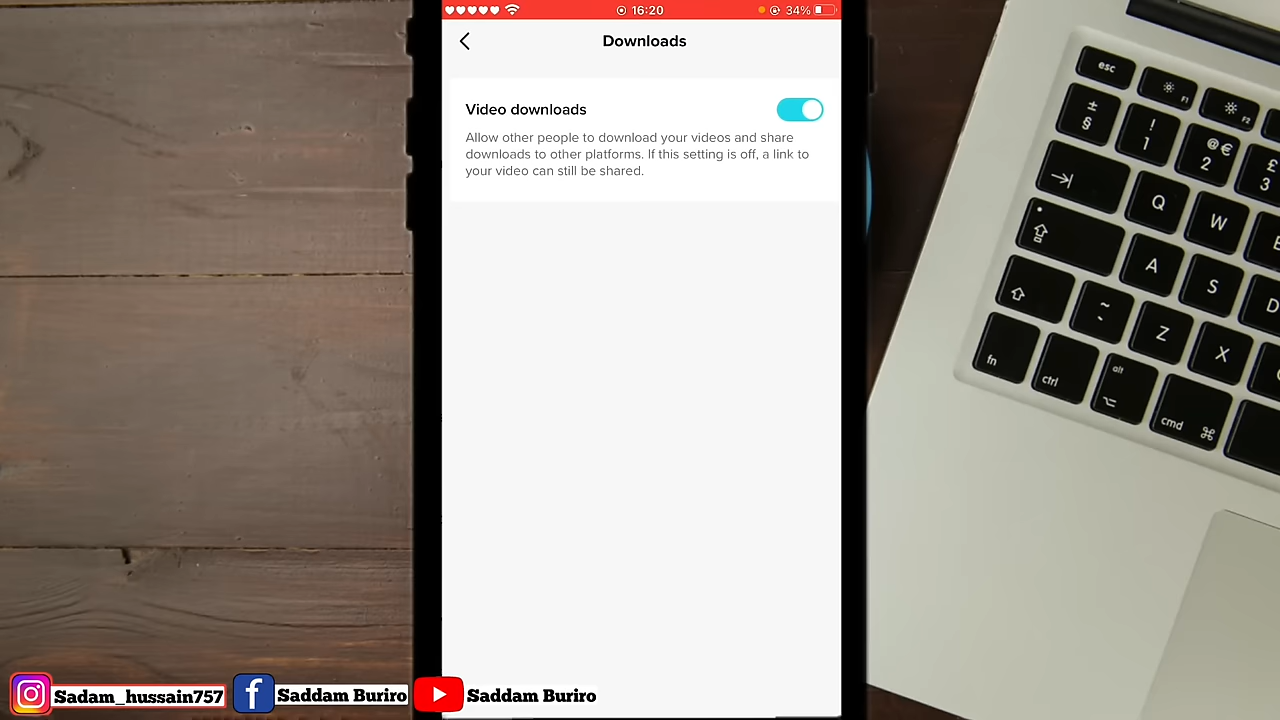 16:20
34%
Downloads
Video downloads
Allow other people to download your videos and share
downloads to other platforms. If this setting is off, a link to
your video can still be shared.
esc
F1
F2
±
§
!
1
@€
2
£
3
Q
W
A
S
D
~
Z
X
fn
ctrl
alt
cmd
Sadam_hussain757
Saddam Buriro
Saddam Buriro